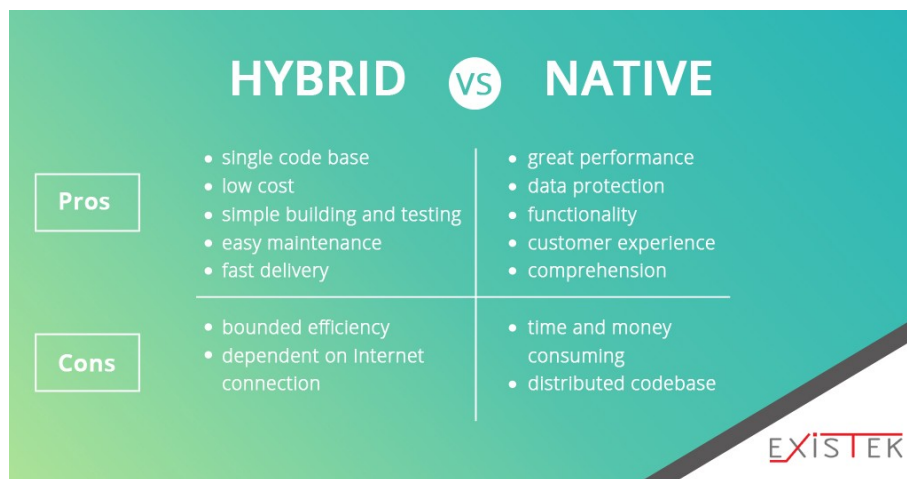 HYBRID VS NATIVE
Pros
• single code base
• low cost
• simple building and testing
• easy maintenance
• fast delivery
• great performance
• data protection
• functionality
• customer experience
• comprehension
Cons
• bounded efficiency
• dependent on Internet
connection
• time and money
consuming
• distributed codebase
EXiSTEK